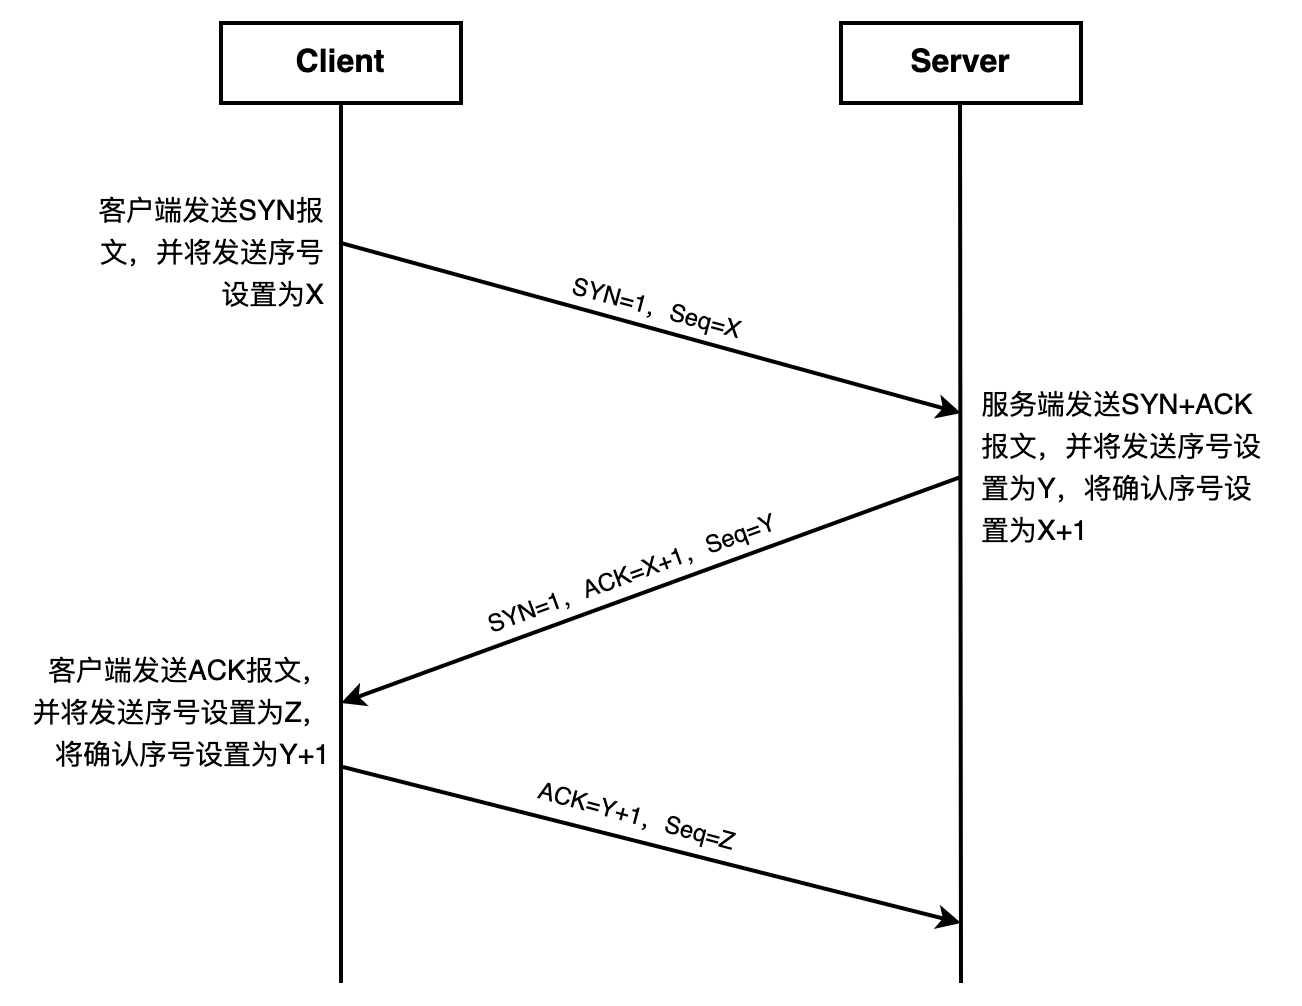 Client
Server
客户端发送SYN报
文，并将发送序号
设置为X
SYN=1，Seq=X
服务端发送SYN+ACK
报文，并将发送序号设
置为Y，将确认序号设
置为X+1
SYN=1，ACK=X+1，Seq=Y
客户端发送ACK报文，
并将发送序号设置为Z，
将确认序号设置为Y+1
ACK=Y+1，Seq=Z